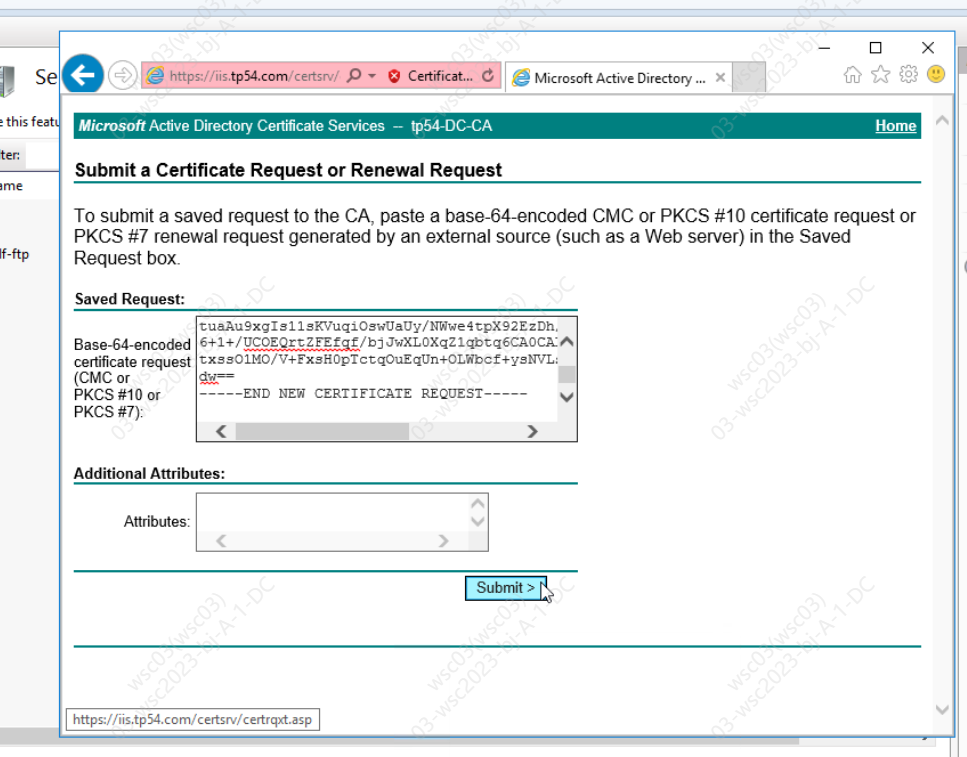 Se
https://iis.tp54.com/certsrv/
Certificat...
Microsoft Active Directory ...
e this featu
Microsoft Active Directory Certificate Services -- tp54-DC-CA
Home
ter:
Submit a Certificate Request or Renewal Request
ame
To submit a saved request to the CA, paste a base-64-encoded CMC or PKCS #10 certificate request or
PKCS #7 renewal request generated by an external source (such as a Web server) in the Saved
Request box.
lf-ftp
Saved Request:
Base-64-encoded
certificate request
(CMC or
PKCS #10 or
PKCS #7):
tuaAu9xgIs11sKVuqiOswUaUy/NWwe4tpX92EzDh,
6+1+/UCOEQrtZFEfgf/bjJwXL0XqZ1qbtq6CA0CA
txssO1MO/V+FxsH0pTctqOuEqUn+OLWbcf+ysNVL
dw==
-----END NEW CERTIFICATE REQUEST-----
Additional Attributes:
Attributes:
Submit >
https://iis.tp54.com/certsrv/certrqxt.asp
03-wsc03(wsc03)
03-wsc2023-bj-A-1-DC